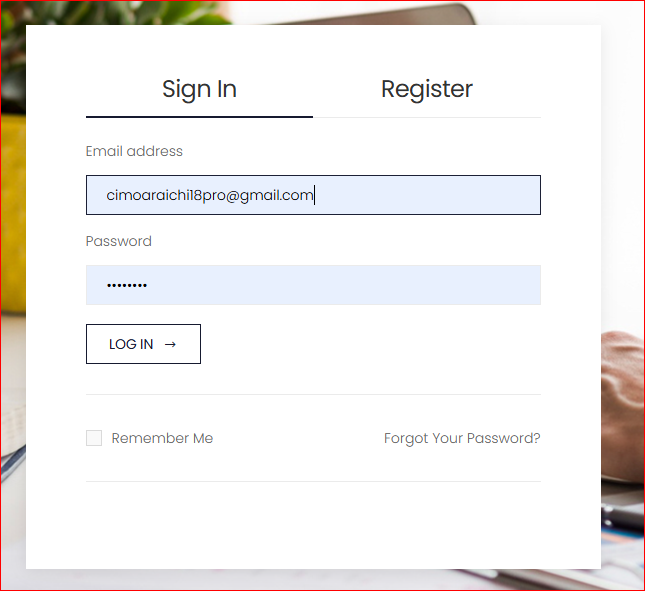 Sign In Register
Email address
cimoaraichi18pro@gmail.com
Password
••••••••
LOG IN →
Remember Me Forgot Your Password?